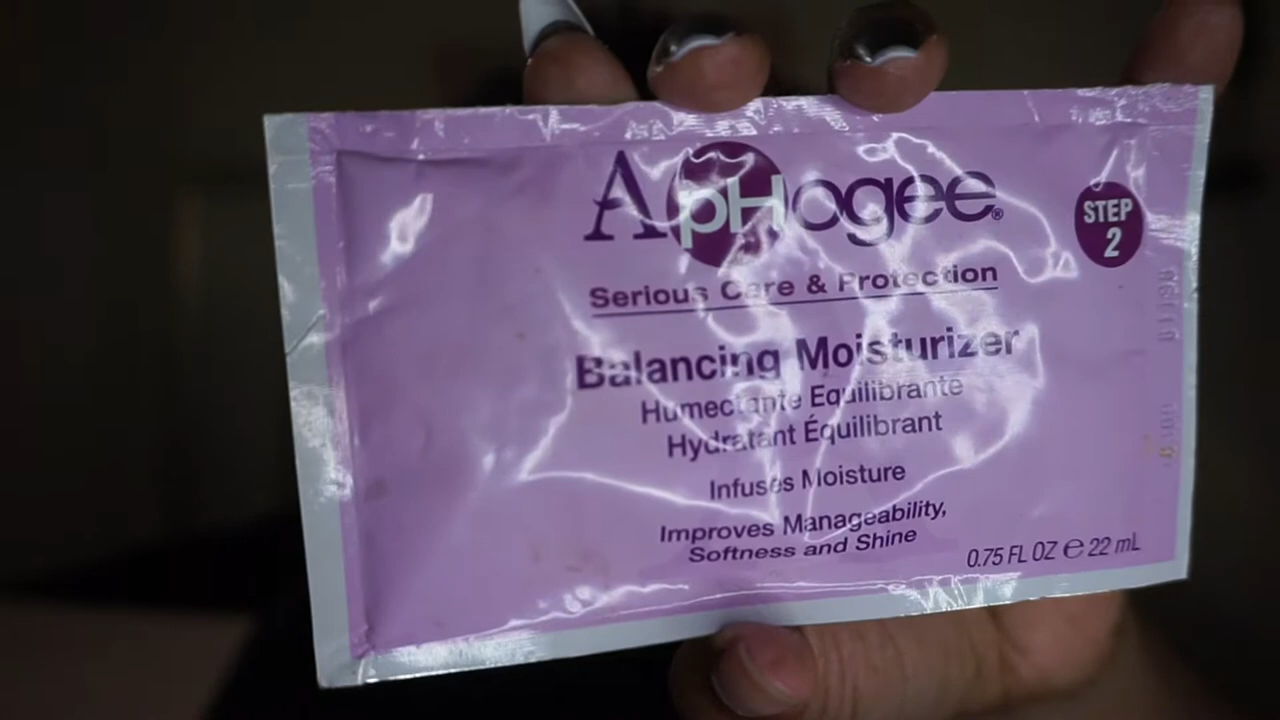 ApHogee®
STEP
2
Serious Care & Protection
Balancing Moisturizer
Humectante Equilibrante
Hydratant Équilibrant
Infuses Moisture
Improves Manageability,
Softness and Shine
0.75 FL OZ ℮ 22 mL